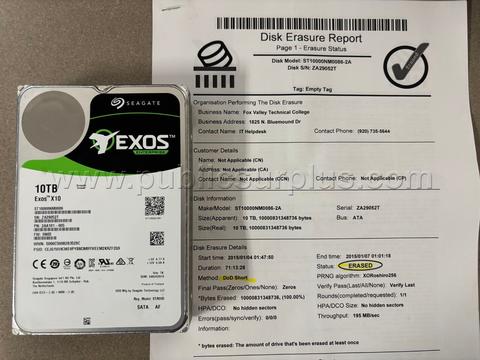 SEAGATE
EXOS™
ENTERPRISE
10TB
Exos™ X10
ST10000NM0086
SATA AF
www.publicsurplus.com
Disk Erasure Report
Page 1 - Erasure Status
Disk Model: ST10000NM0086-2A
Disk S/N: ZA29052T
Tag: Empty Tag
Organisation Performing The Disk Erasure
Business Name: Fox Valley Technical College
Business Address: 1825 N. Bluemound Dr
Contact Name: IT Helpdesk
Contact Phone: (920) 735-5644
Customer Details
Name: Not Applicable (CN)
Address: Not Applicable (CA)
Contact Name: Not Applicable (CCN)
Contact Phone: Not Applicable (CP)
Disk Information
Make/Model: ST10000NM0086-2A
Serial: ZA29052T
Size(Apparent): 10 TB, 10000831348736 bytes
Bus: ATA
Size(Real): 10 TB, 10000831348736 bytes
Disk Erasure Details
Start time: 2015/01/04 01:47:50
End time: 2015/01/07 01:01:18
Duration: 71:13:28
Status: ERASED
Method: DoD Short
PRNG algorithm: XORoshiro256
Final Pass(Zeros/Ones/None): Zeros
Verify Pass(Last/All/None): Verify Last
*Bytes Erased: 10000831348736, (100.00%)
Rounds(completed/requested): 1/1
HPA/DCO: No hidden sectors
HPA/DCO Size: No hidden sectors
Errors(pass/sync/verify): 0/0/0
Throughput: 195 MB/sec
Information:
* bytes erased: The amount of drive that's been erased at least once